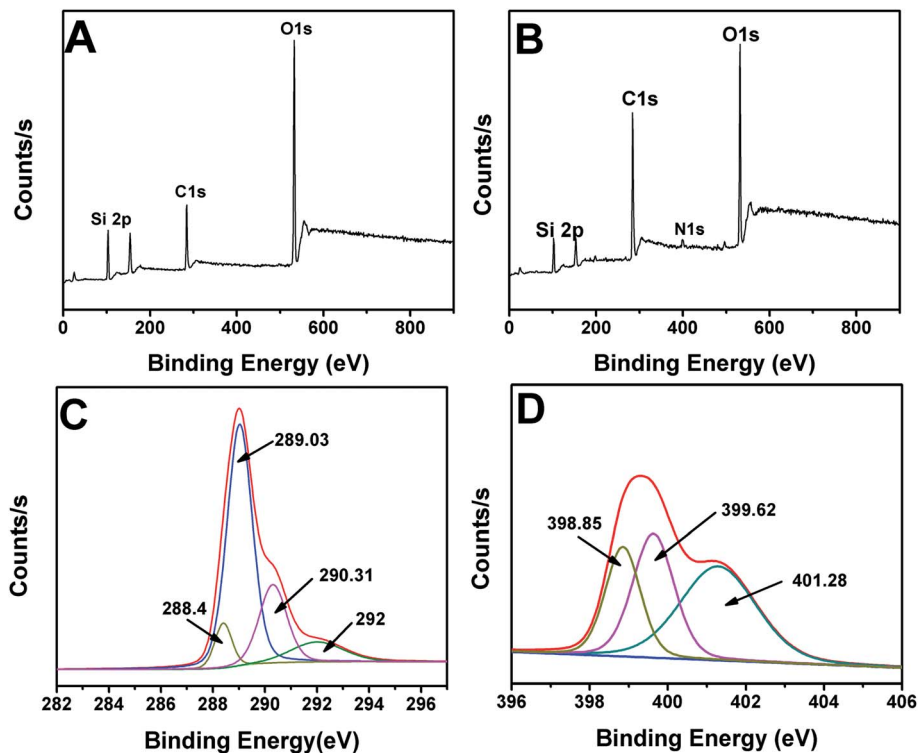 A
O1s
C1s
Si 2p
Counts/s
0 200 400 600 800
Binding Energy (eV)
B
O1s
C1s
N1s
Si 2p
Counts/s
0 200 400 600 800
Binding Energy (eV)
C
289.03
290.31
288.4
292
Counts/s
282 284 286 288 290 292 294 296
Binding Energy(eV)
D
398.85
399.62
401.28
Counts/s
396 398 400 402 404 406
Binding Energy (eV)